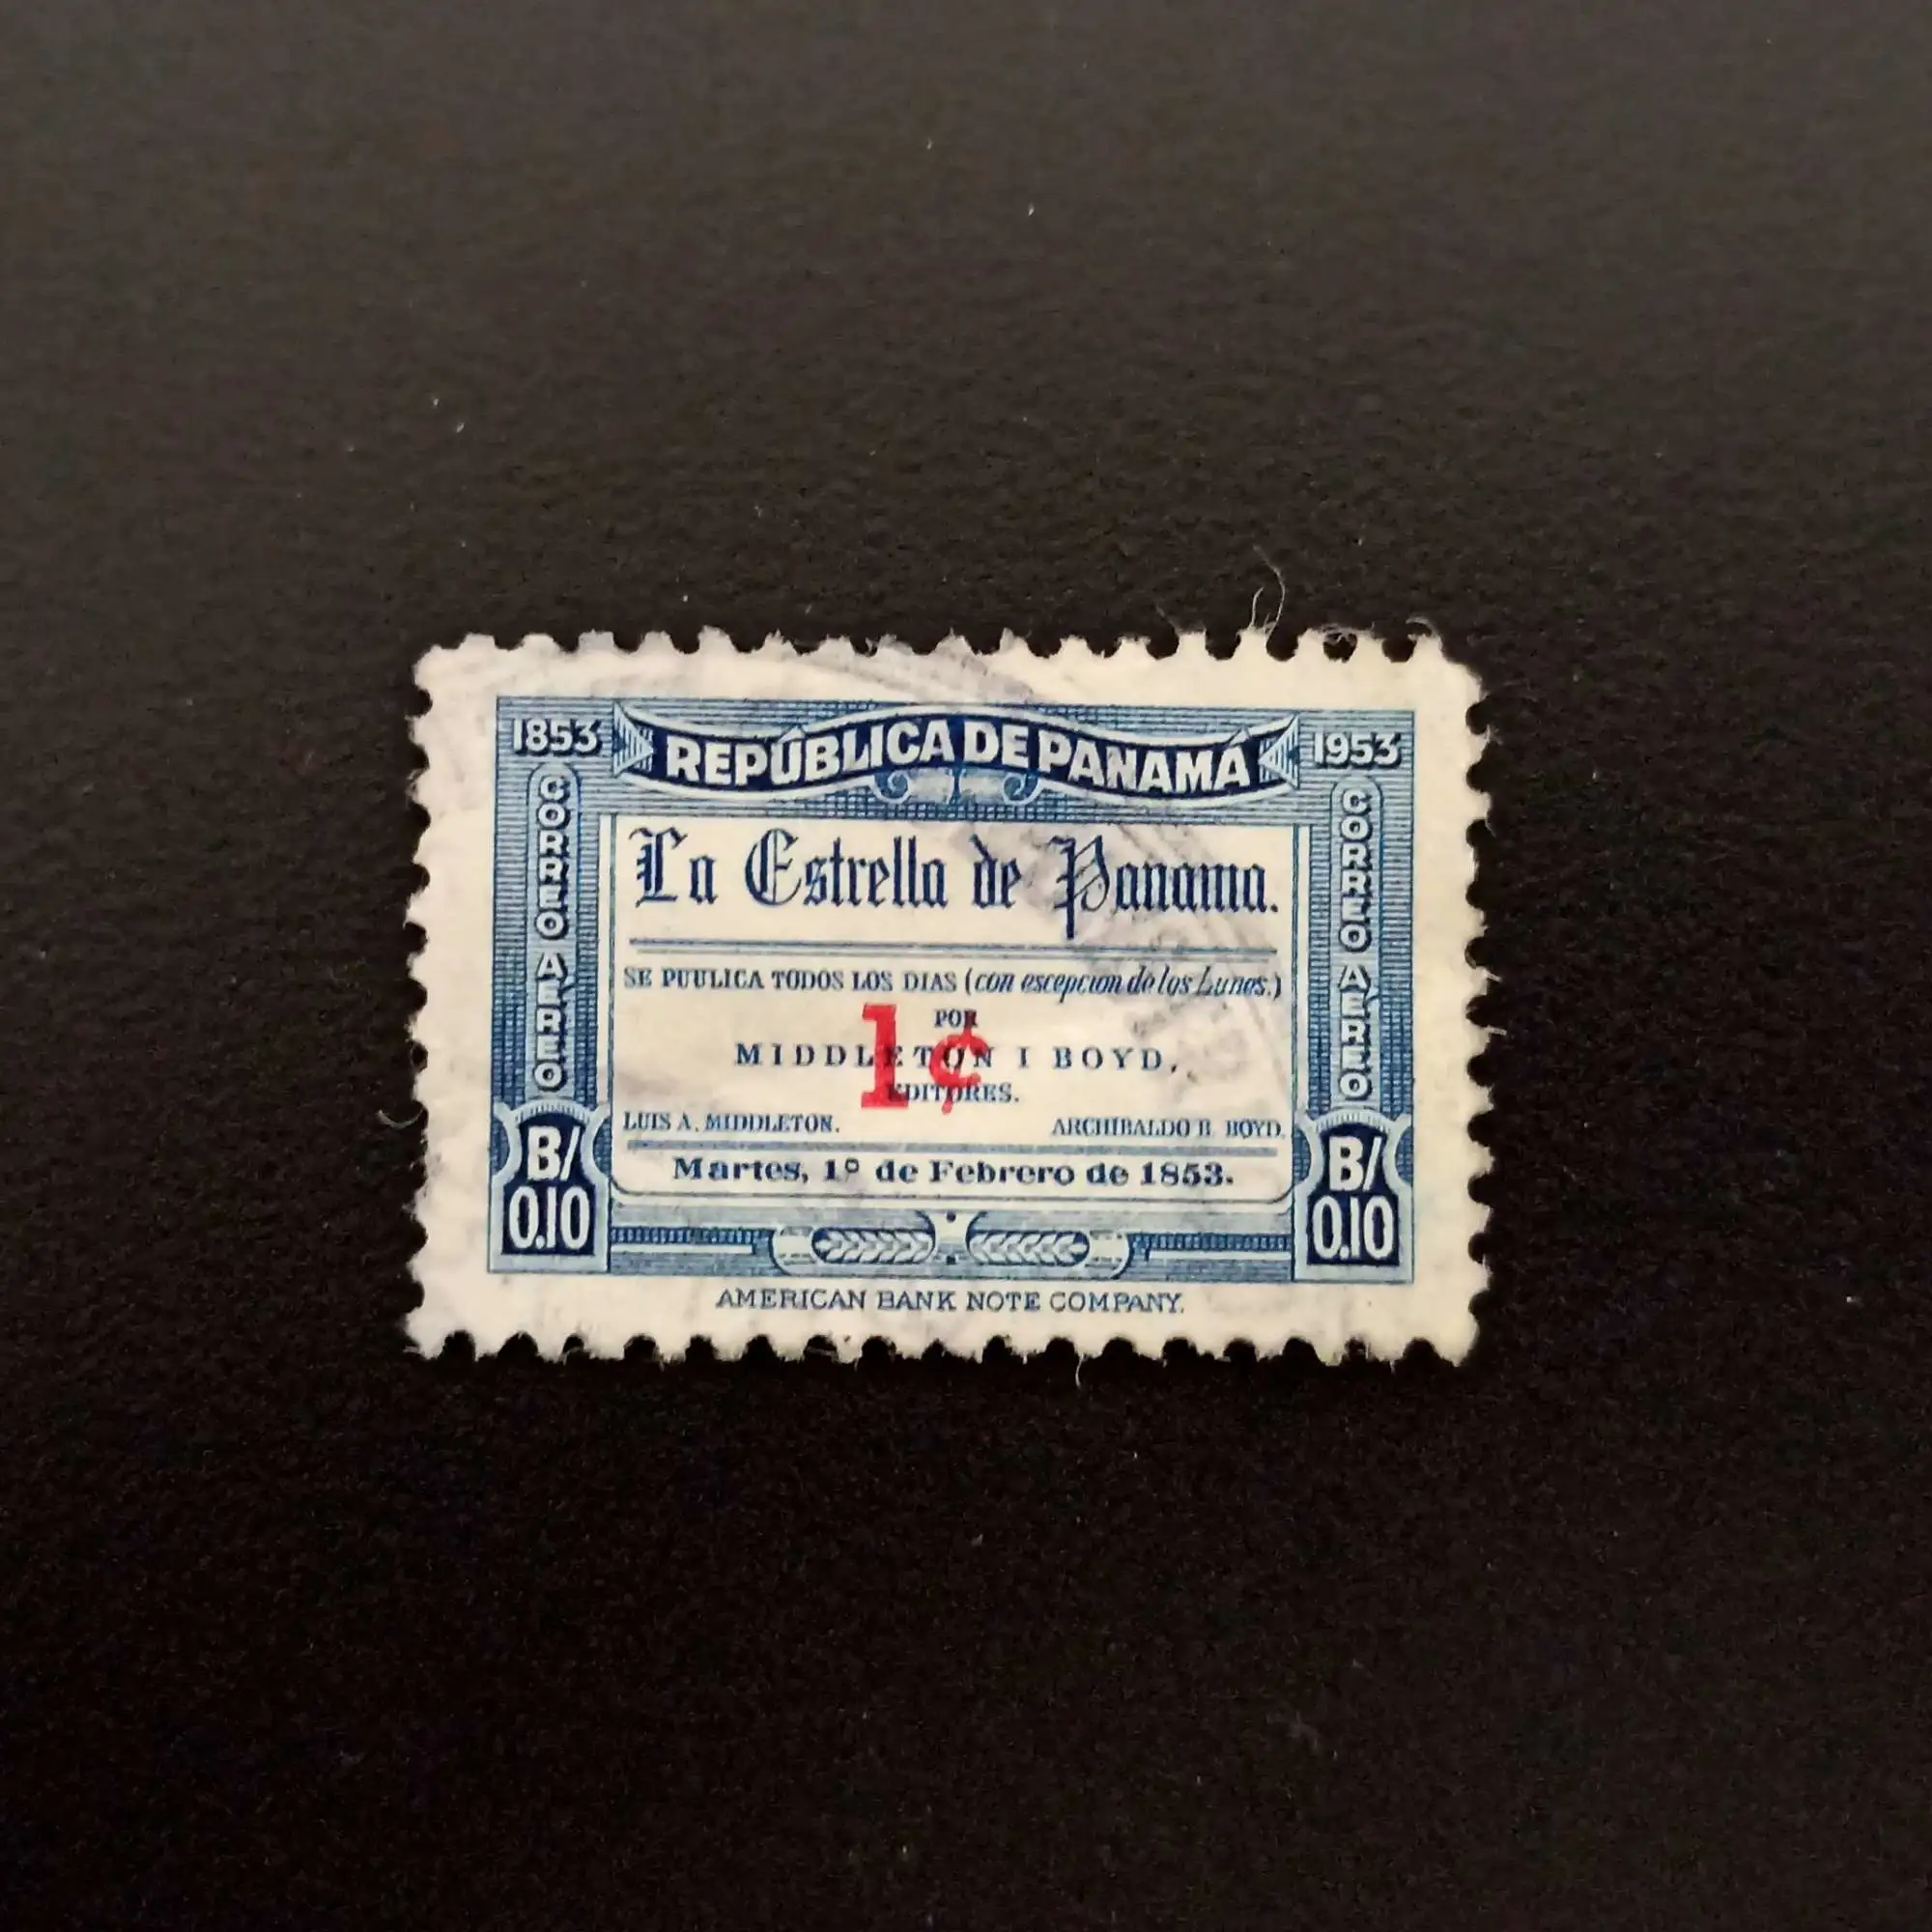 1853 REPÚBLICA DE PANAMÁ 1953
CORREO AÉREO
CORREO AÉREO
La Estrella de Panama.
SE PUULICA TODOS LOS DIAS (con escepcion de los Lunes.)
POR
MIDDLETON I BOYD,
1¢
EDITORES.
LUIS A. MIDDLETON. ARCHIBALDO B. BOYD.
Martes, 1º de Febrero de 1853.
B/ 0.10
B/ 0.10
AMERICAN BANK NOTE COMPANY.